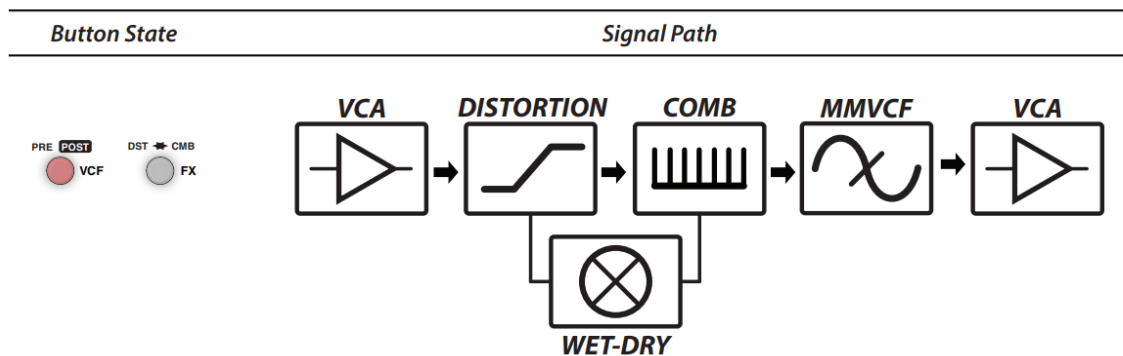 Button State Signal Path
VCA DISTORTION COMB MMVCF VCA
PRE POST DST CMB
VCF FX
WET-DRY